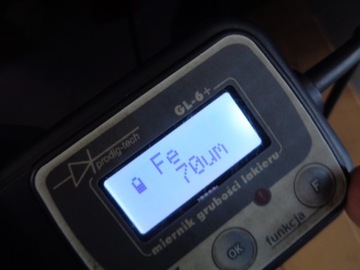 prodig-tech
GL-6+
Fe
70um
miernik grubości lakieru
OK
funkcja
F